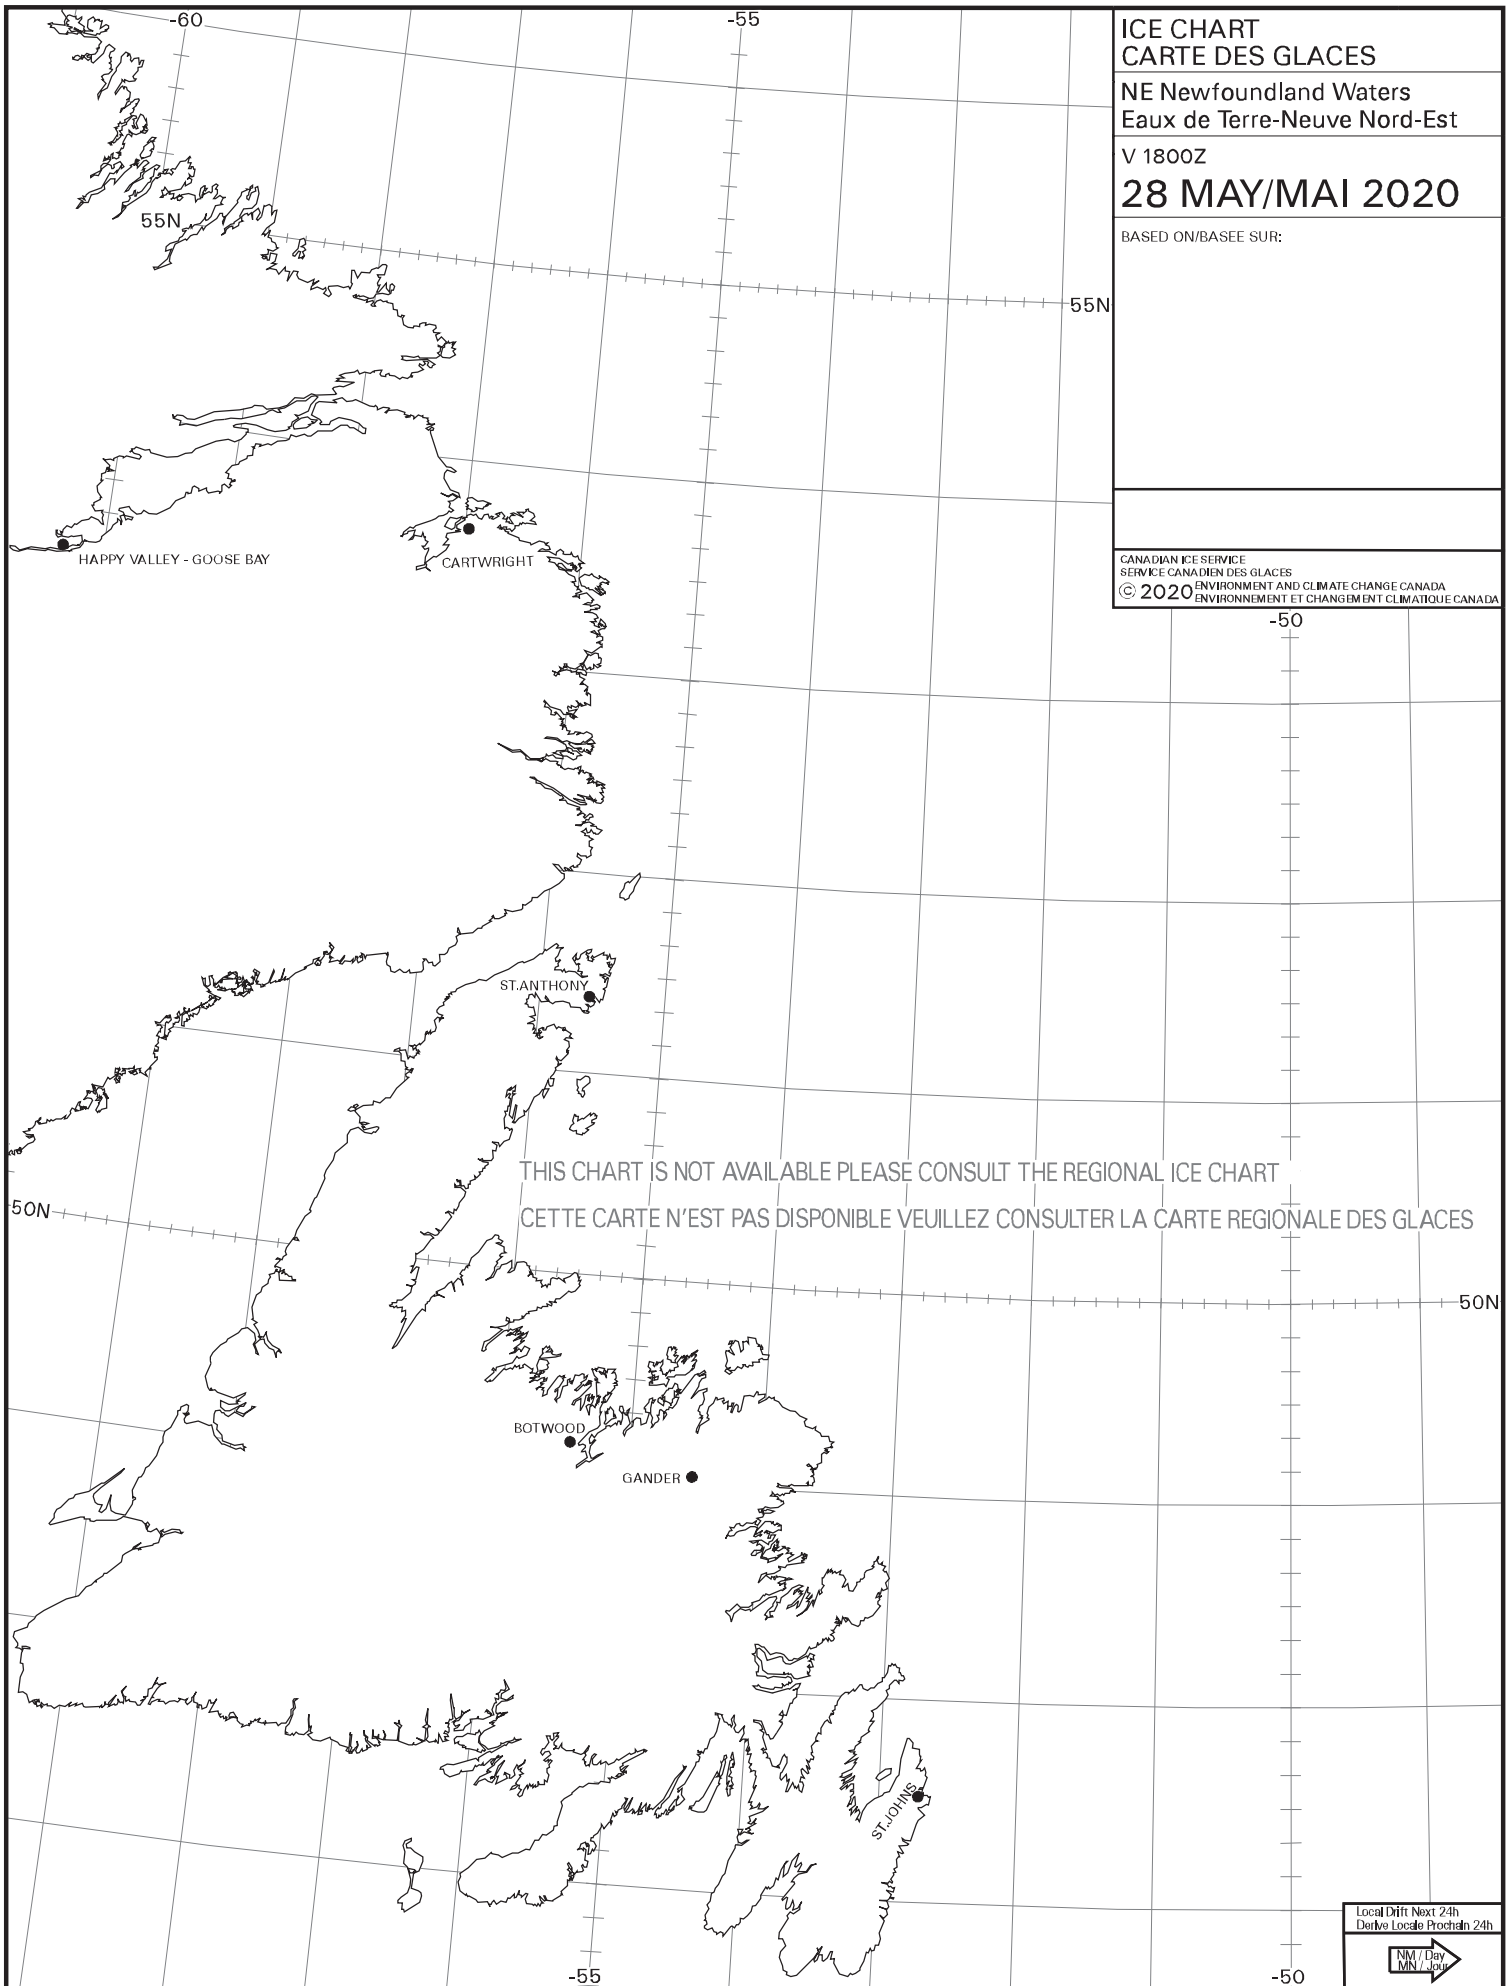 -60
-55
ICE CHART
CARTE DES GLACES
NE Newfoundland Waters
Eaux de Terre-Neuve Nord-Est
V 1800Z
28 MAY/MAI 2020
BASED ON/BASEE SUR:
55N
55N
HAPPY VALLEY - GOOSE BAY
CARTWRIGHT
CANADIAN ICE SERVICE
SERVICE CANADIEN DES GLACES
© 2020 ENVIRONMENT AND CLIMATE CHANGE CANADA
ENVIRONNEMENT ET CHANGEMENT CLIMATIQUE CANADA
-50
ST.ANTHONY
THIS CHART IS NOT AVAILABLE PLEASE CONSULT THE REGIONAL ICE CHART
50N
CETTE CARTE N'EST PAS DISPONIBLE VEUILLEZ CONSULTER LA CARTE REGIONALE DES GLACES
50N
BOTWOOD
GANDER
ST.JOHNS
Local Drift Next 24h
Derive Locale Prochain 24h
NM / Day
MN / Jour
-55
-50